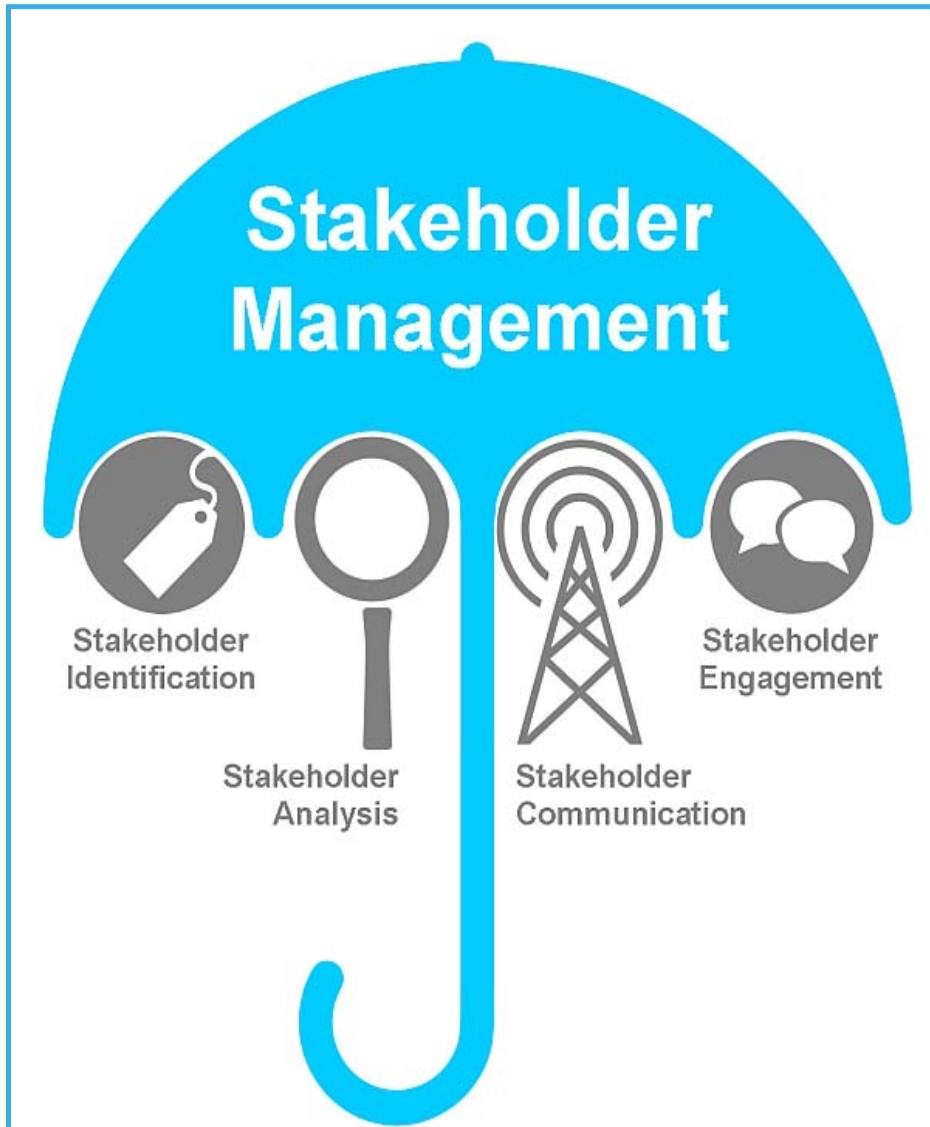 Stakeholder
Management
Stakeholder
Identification
Stakeholder
Analysis
Stakeholder
Communication
Stakeholder
Engagement